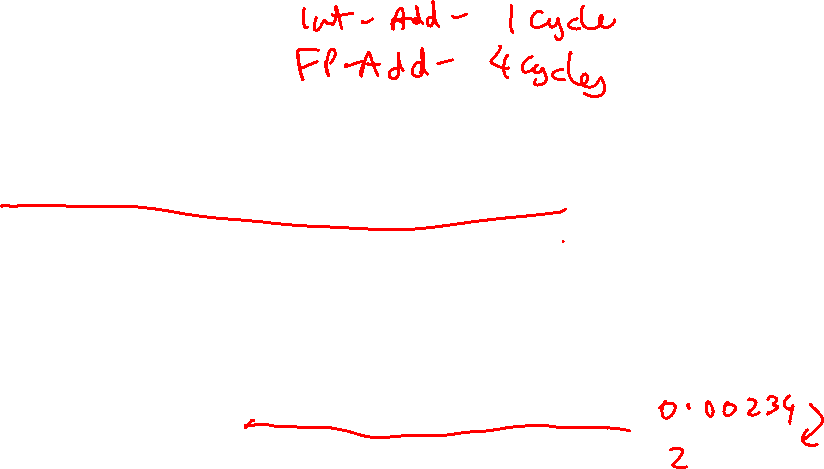 Int - Add - 1 Cycle
FP-Add - 4 Cycles
0.00234
2